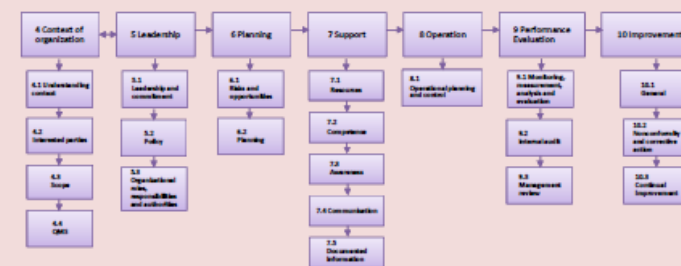 4 Context of
organization
5 Leadership
6 Planning
7 Support
8 Operation
9 Performance
Evaluation
10 Improvement
4.1 Understanding
context
4.2
Interested parties
4.3
Scope
4.4
QMS
5.1
Leadership and
commitment
5.2
Policy
5.3
Organizational
roles,
responsibilities
and authorities
6.1
Risks and
opportunities
6.2
Planning
7.1
Resources
7.2
Competence
7.3
Awareness
7.4 Communication
7.5
Documented
information
8.1
Operational planning
and control
9.1 Monitoring,
measurement,
analysis and
evaluation
9.2
Internal audit
9.3
Management
review
10.1
General
10.2
Nonconformity
and corrective
action
10.3
Continual
Improvement